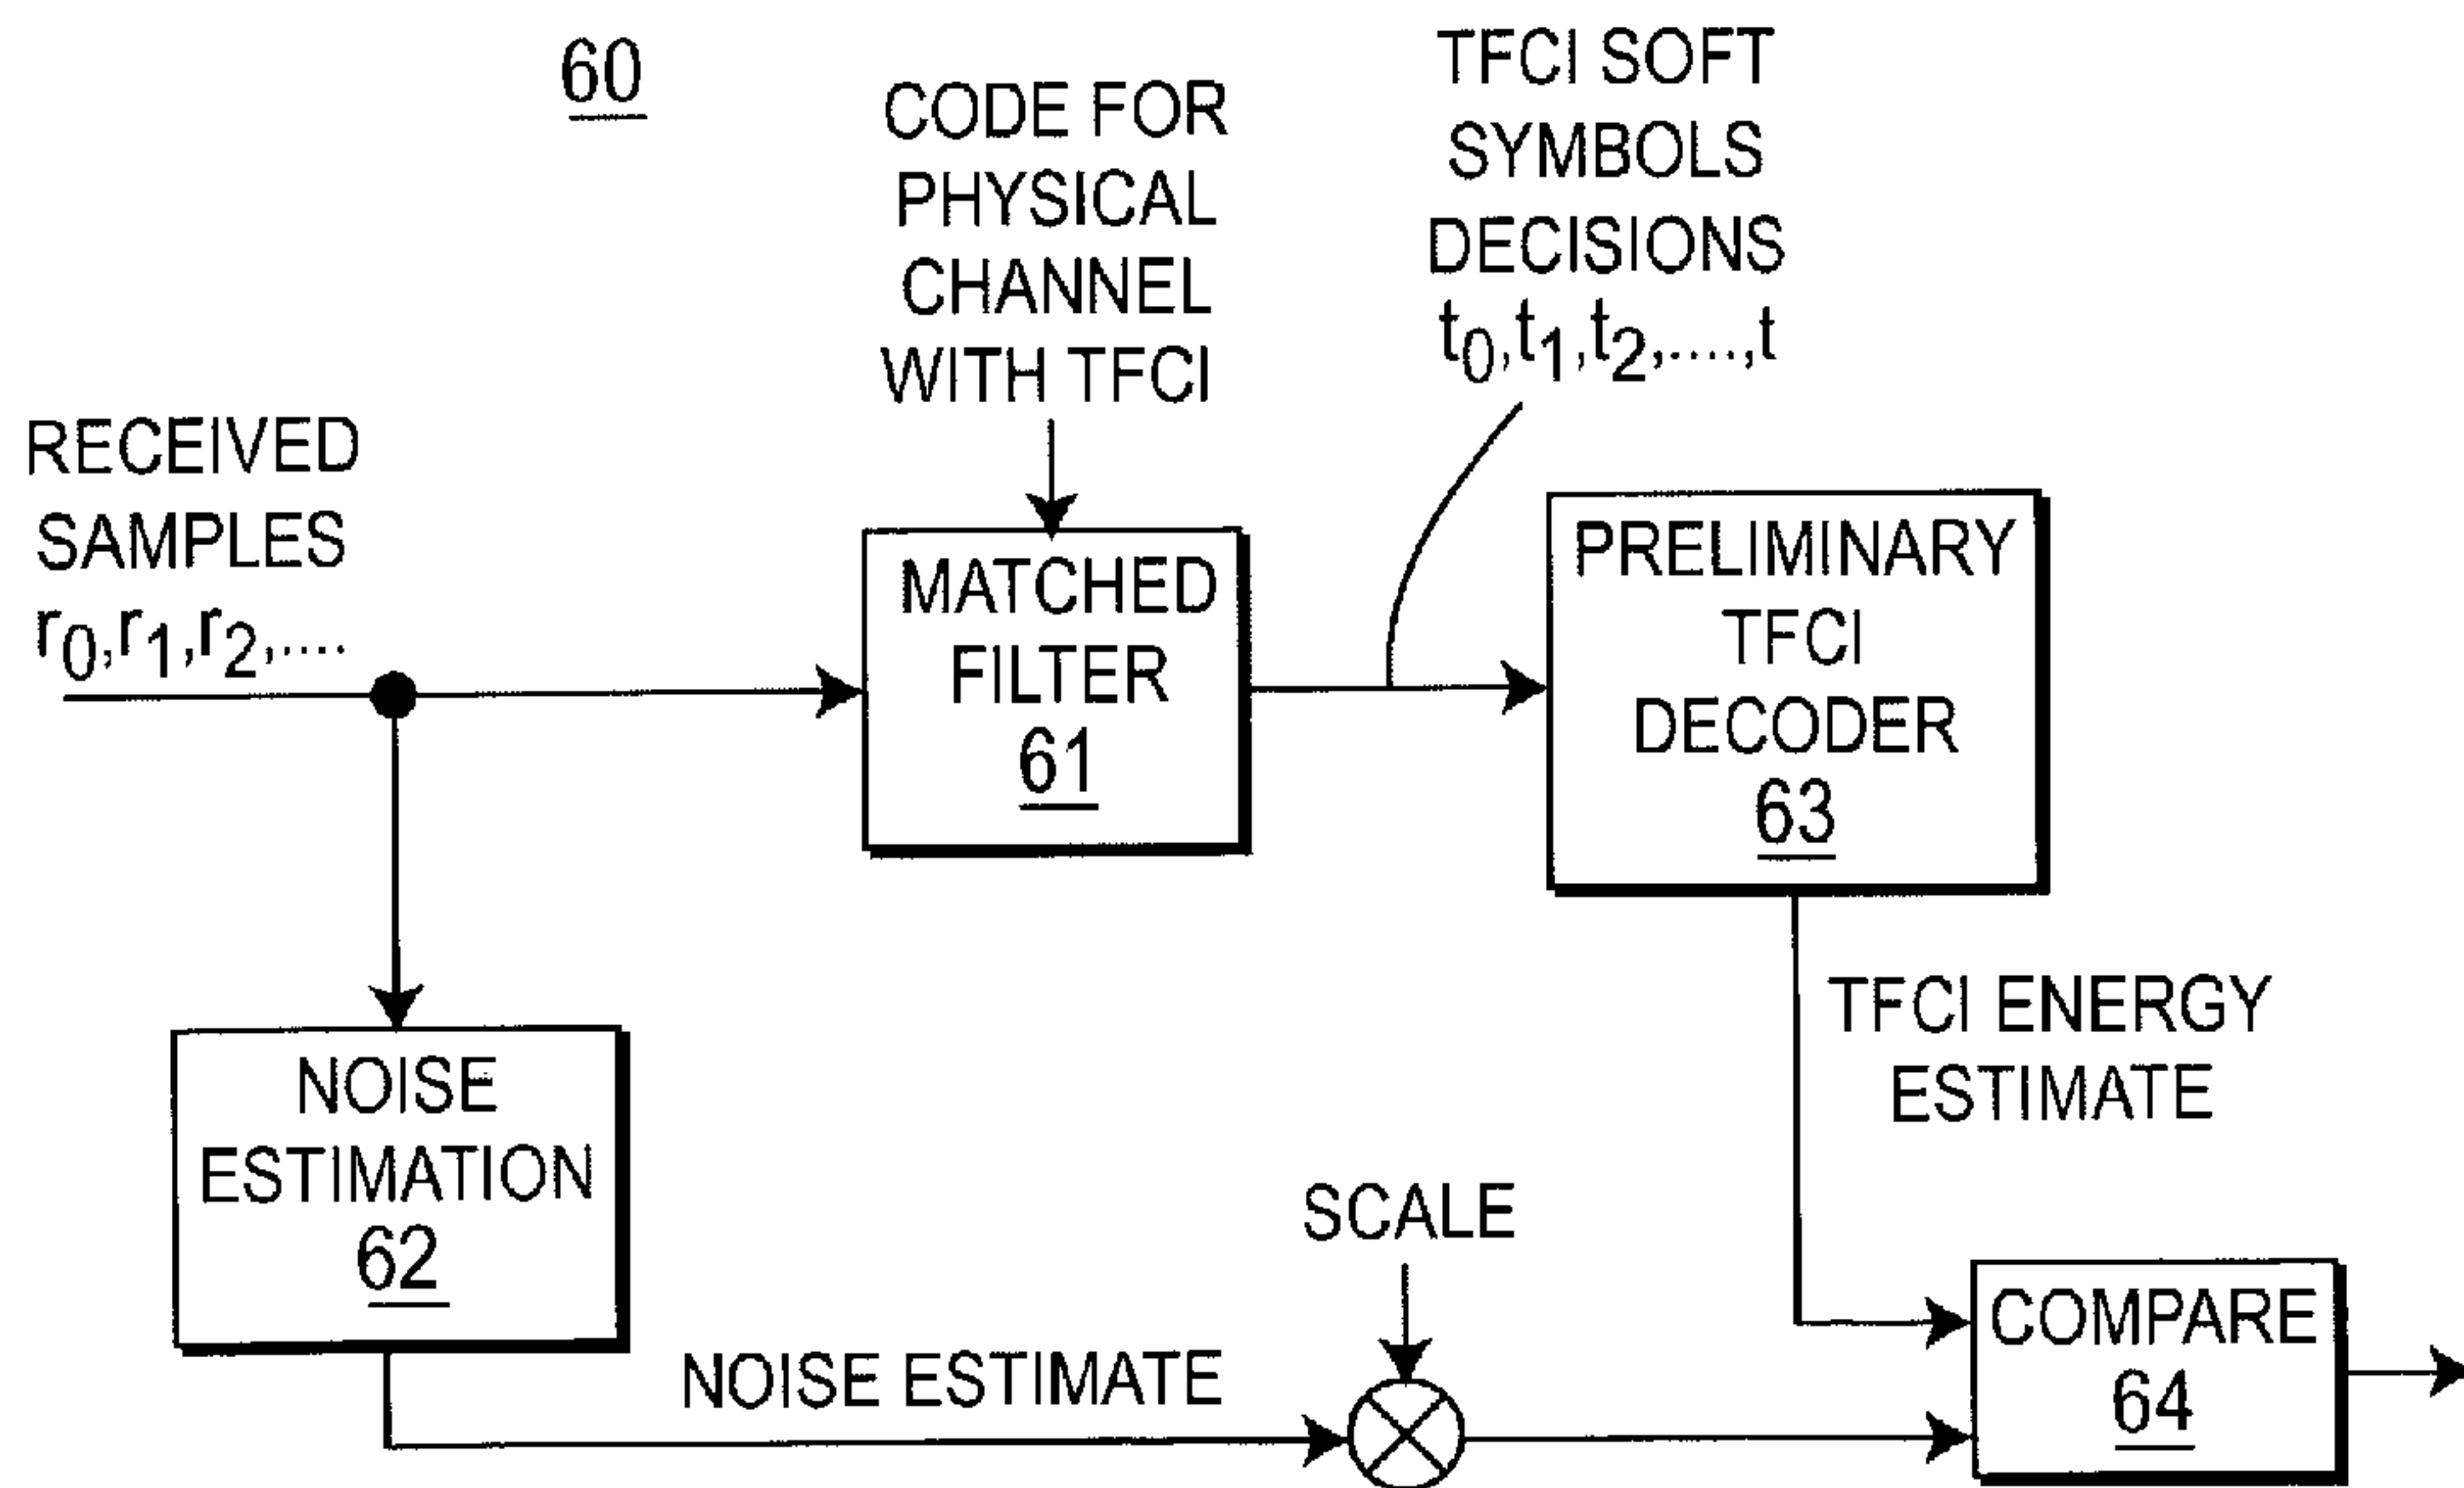 60
CODE FOR
PHYSICAL
CHANNEL
WITH TFCI
TFCI SOFT
SYMBOLS
DECISIONS
t0,t1,t2,....,t
RECEIVED
SAMPLES
r0,r1,r2,....
MATCHED
FILTER
61
PRELIMINARY
TFCI
DECODER
63
NOISE
ESTIMATION
62
TFCI ENERGY
ESTIMATE
SCALE
NOISE ESTIMATE
COMPARE
64